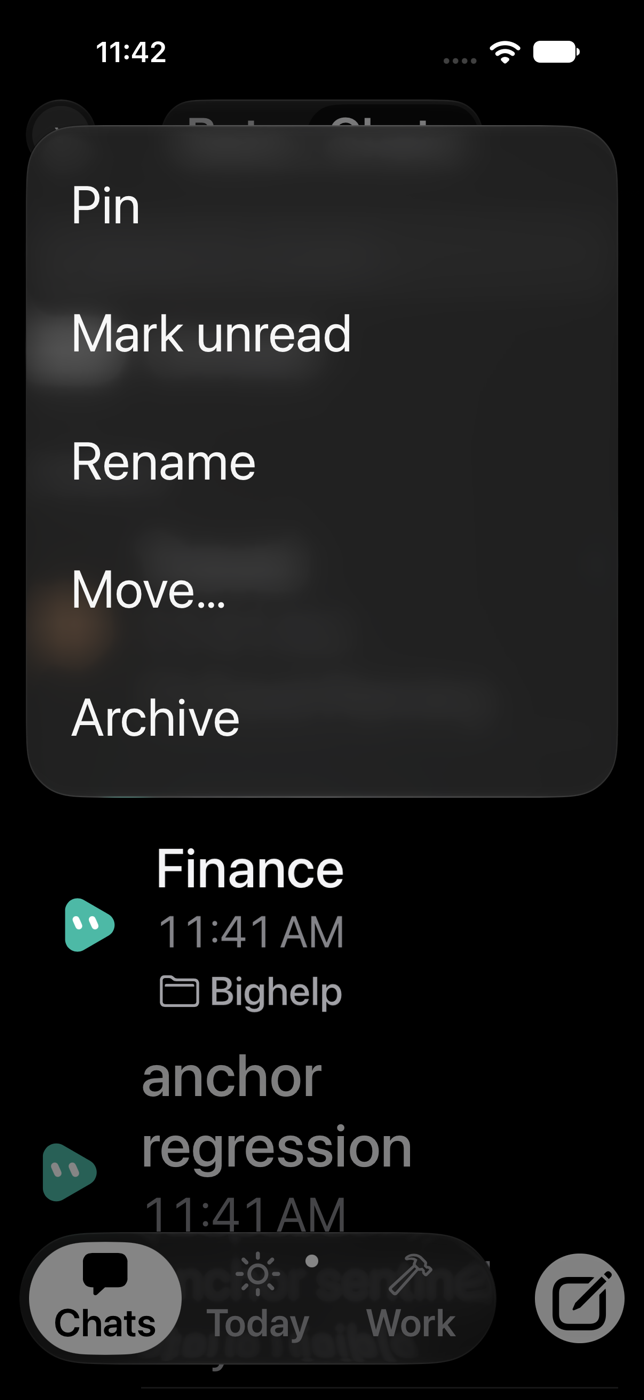 11:42
Pin
Mark unread
Rename
Move...
Archive
Finance
11:41 AM
Bighelp
anchor
regression
11:41 AM
Chats
Today
Work